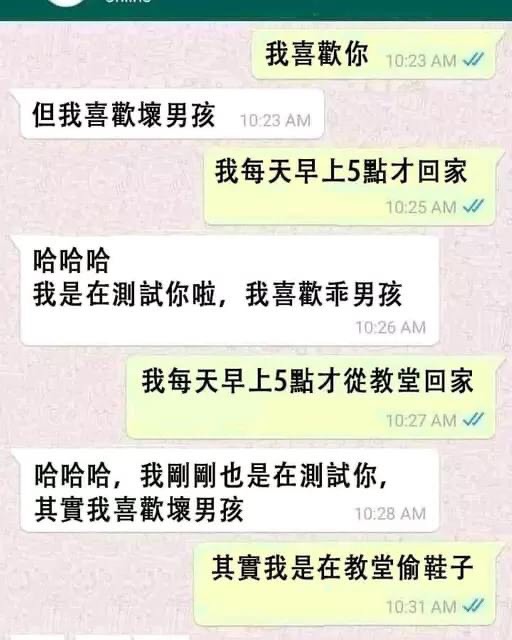 我喜歡你 10:23 AM
但我喜歡壞男孩 10:23 AM
我每天早上5點才回家
10:25 AM
哈哈哈
我是在測試你啦，我喜歡乖男孩
10:26 AM
我每天早上5點才從教堂回家
10:27 AM
哈哈哈，我剛剛也是在測試你，
其實我喜歡壞男孩 10:28 AM
其實我是在教堂偷鞋子
10:31 AM